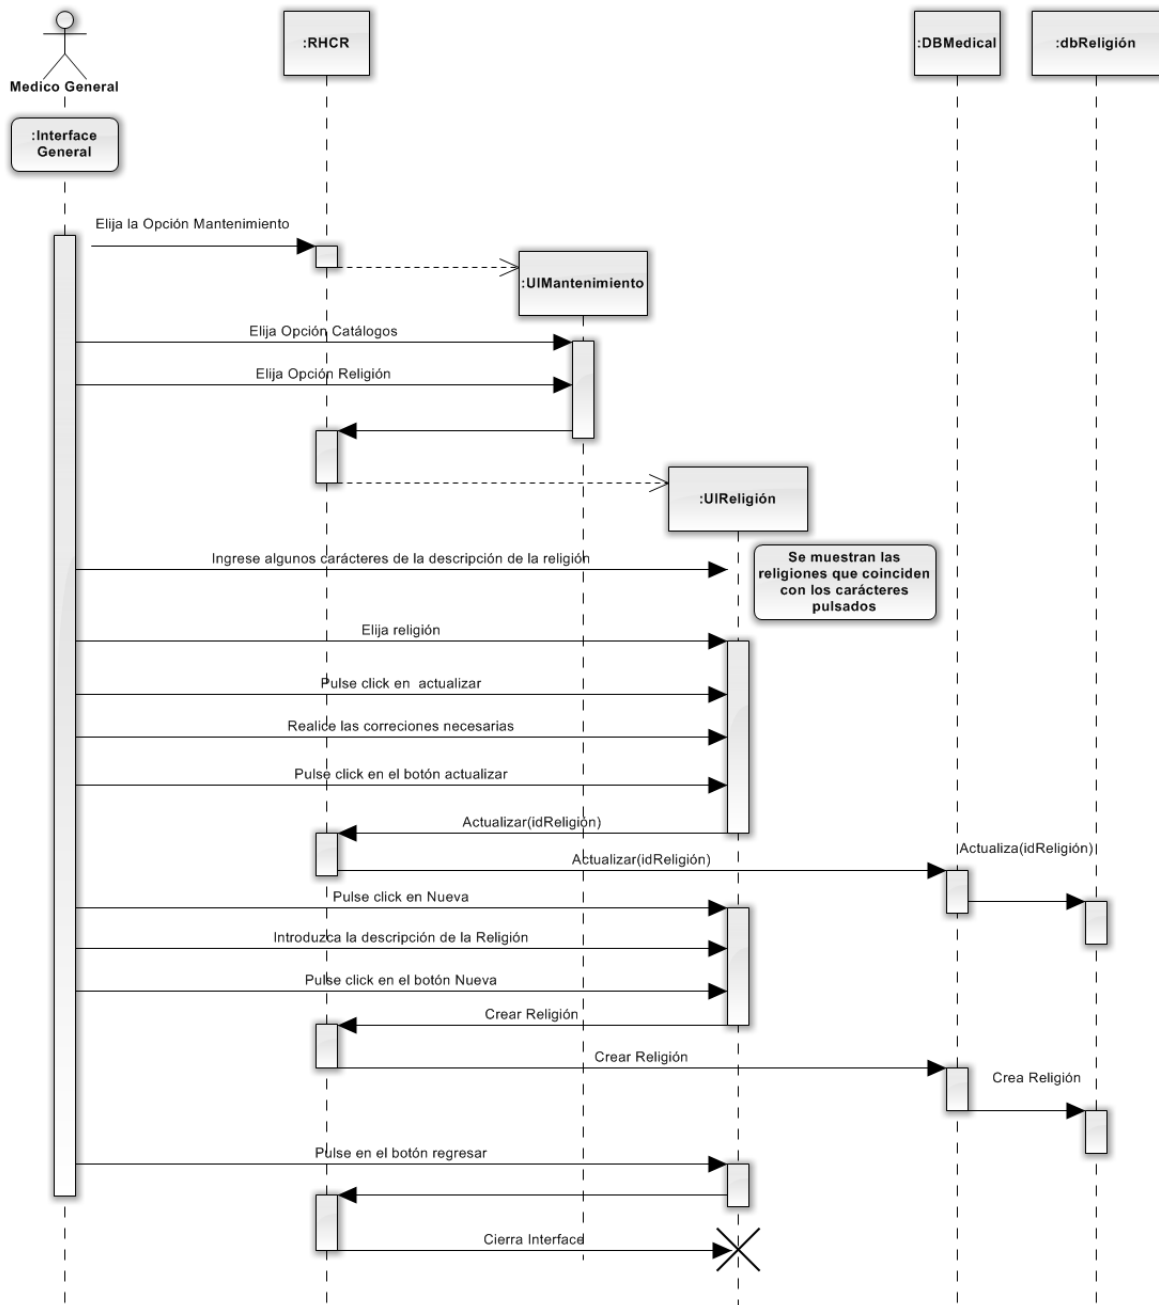 :RHCR
:DBMedical
:dbReligión
Medico General
:Interface
General
Elija la Opción Mantenimiento
:UIMantenimiento
Elija Opción Catálogos
Elija Opción Religión
:UIReligión
Ingrese algunos carácteres de la descripción de la religión
Se muestran las
religiones que coinciden
con los carácteres
pulsados
Elija religión
Pulse click en  actualizar
Realice las correciones necesarias
Pulse click en el botón actualizar
Actualizar(idReligión)
Actualizar(idReligión)
Actualiza(idReligión)
Pulse click en Nueva
Introduzca la descripción de la Religión
Pulse click en el botón Nueva
Crear Religión
Crear Religión
Crea Religión
Pulse en el botón regresar
Cierra Interface